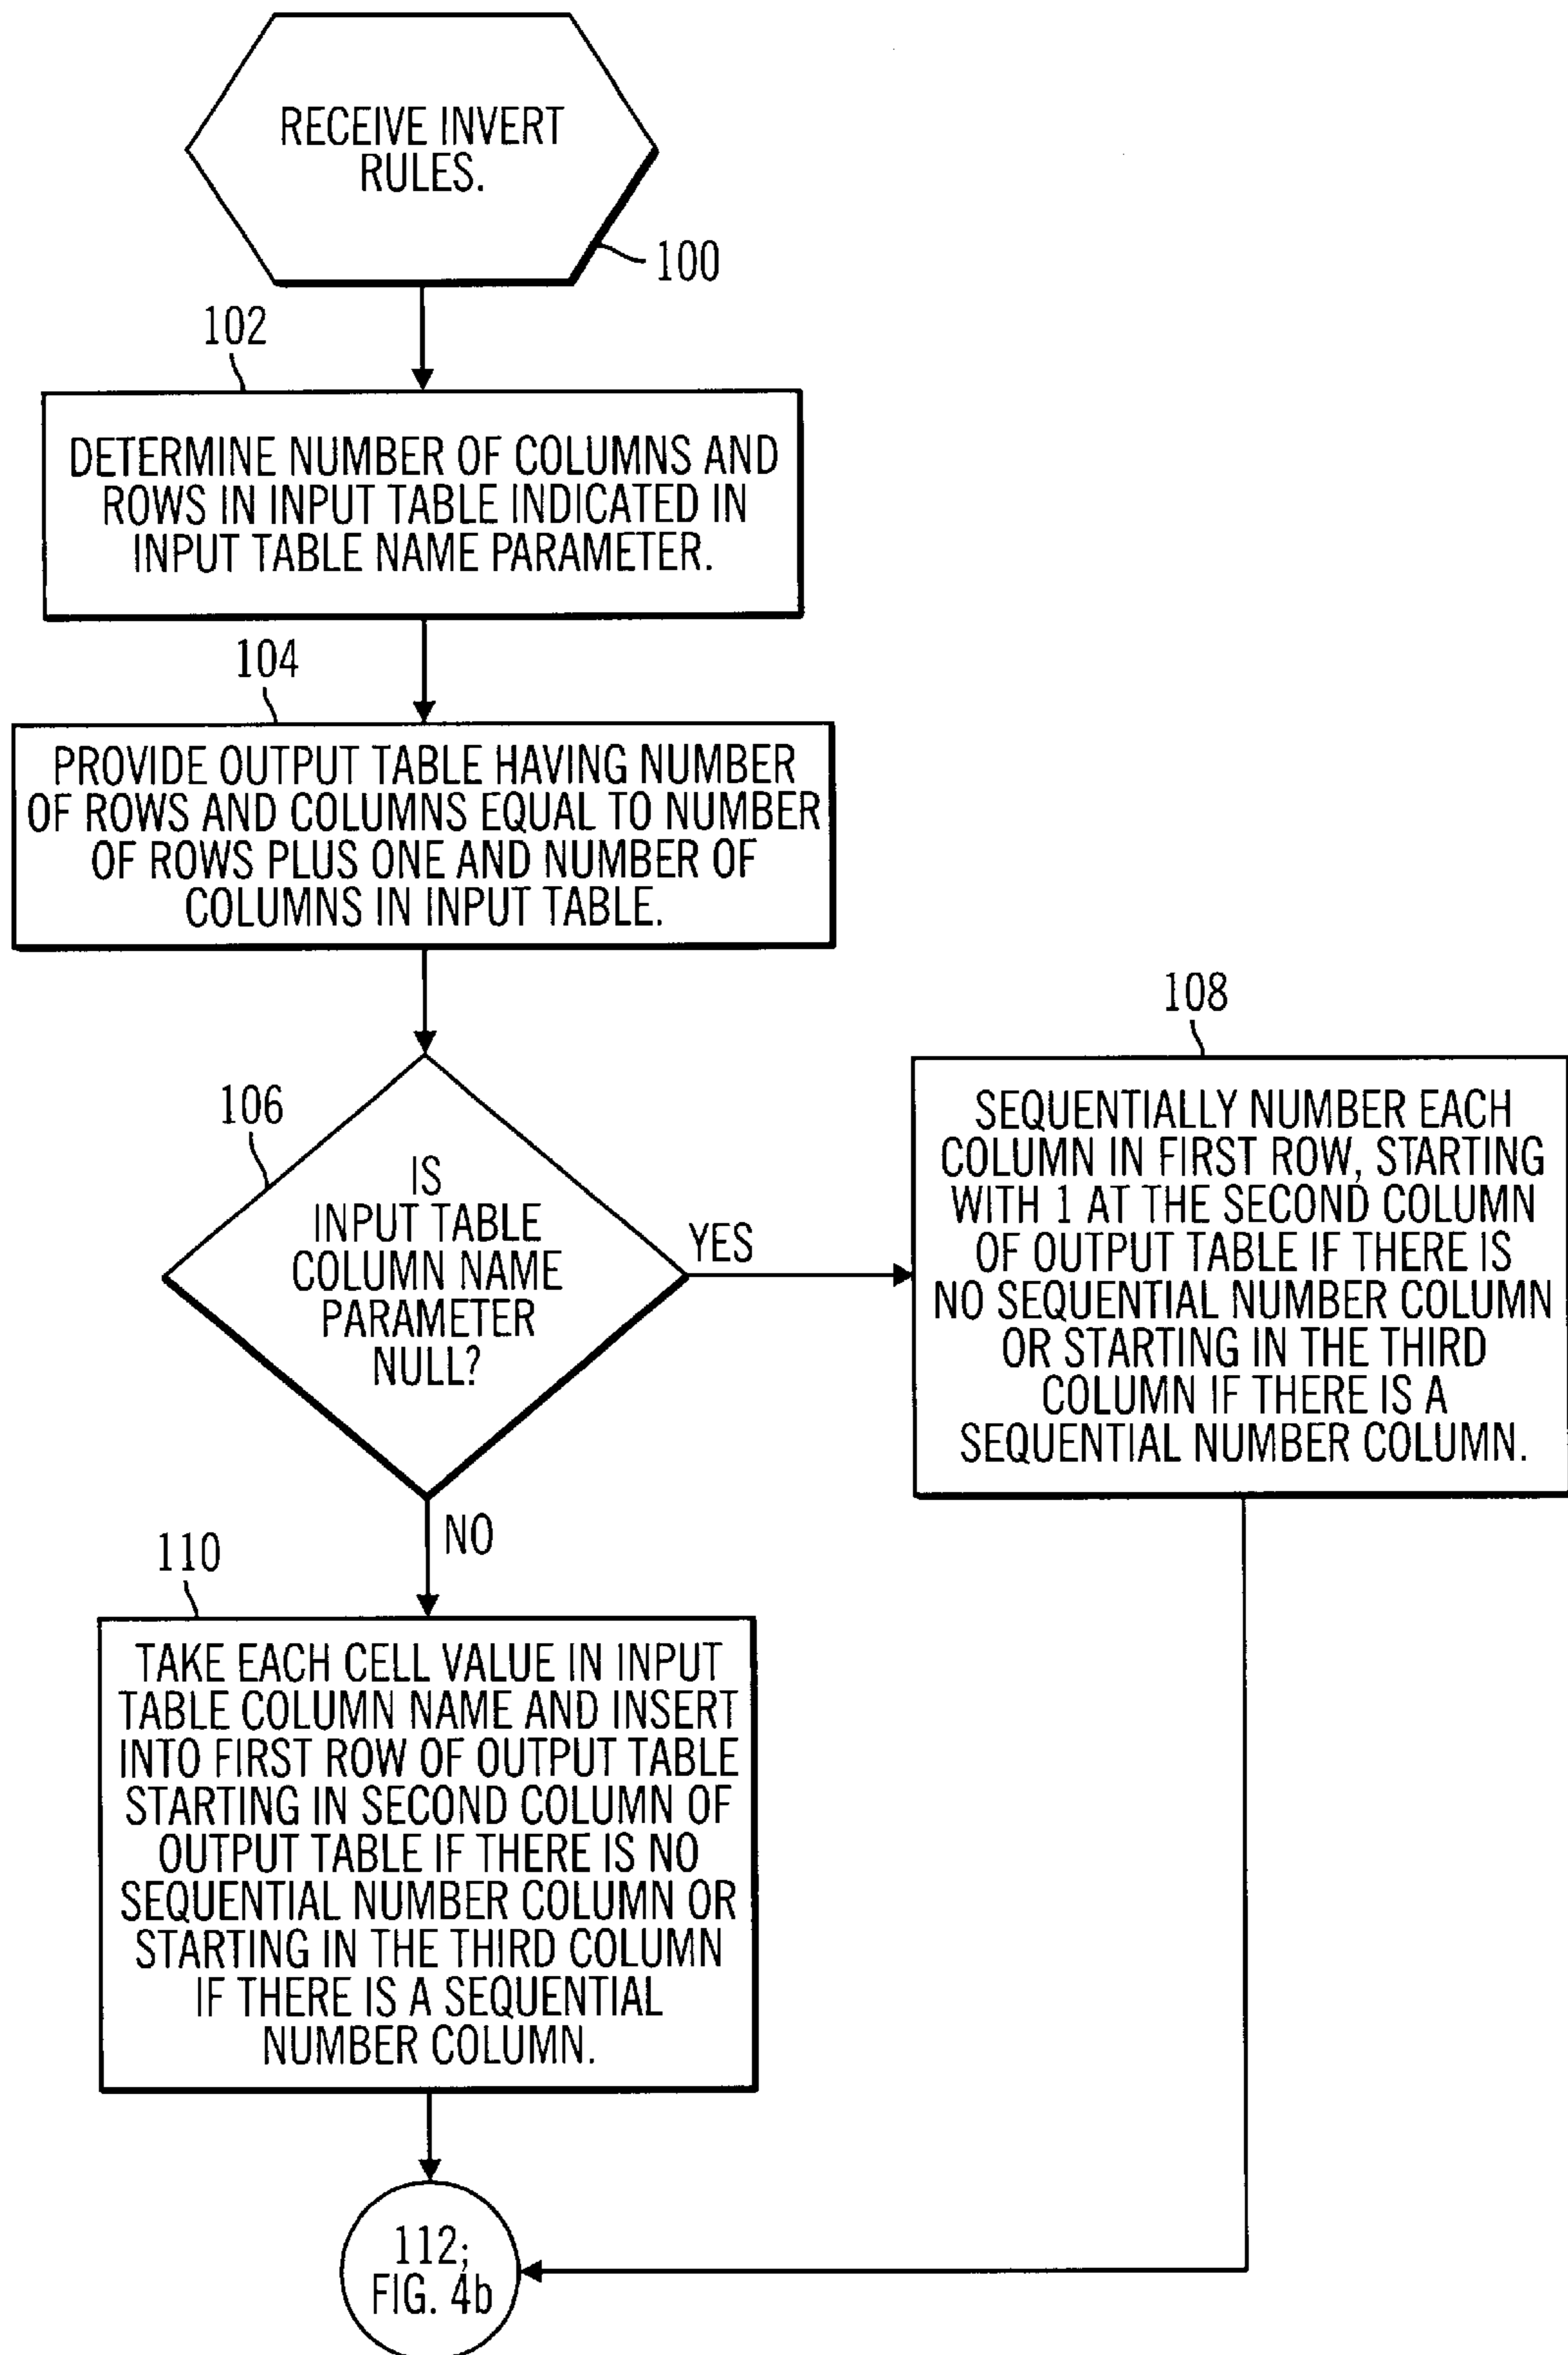 RECEIVE INVERT
RULES.
100
102
DETERMINE NUMBER OF COLUMNS AND
ROWS IN INPUT TABLE INDICATED IN
INPUT TABLE NAME PARAMETER.
104
PROVIDE OUTPUT TABLE HAVING NUMBER
OF ROWS AND COLUMNS EQUAL TO NUMBER
OF ROWS PLUS ONE AND NUMBER OF
COLUMNS IN INPUT TABLE.
106
IS
INPUT TABLE
COLUMN NAME
PARAMETER
NULL?
YES
108
SEQUENTIALLY NUMBER EACH
COLUMN IN FIRST ROW, STARTING
WITH 1 AT THE SECOND COLUMN
OF OUTPUT TABLE IF THERE IS
NO SEQUENTIAL NUMBER COLUMN
OR STARTING IN THE THIRD
COLUMN IF THERE IS A
SEQUENTIAL NUMBER COLUMN.
NO
110
TAKE EACH CELL VALUE IN INPUT
TABLE COLUMN NAME AND INSERT
INTO FIRST ROW OF OUTPUT TABLE
STARTING IN SECOND COLUMN OF
OUTPUT TABLE IF THERE IS NO
SEQUENTIAL NUMBER COLUMN OR
STARTING IN THE THIRD COLUMN
IF THERE IS A SEQUENTIAL
NUMBER COLUMN.
112;
FIG. 4b